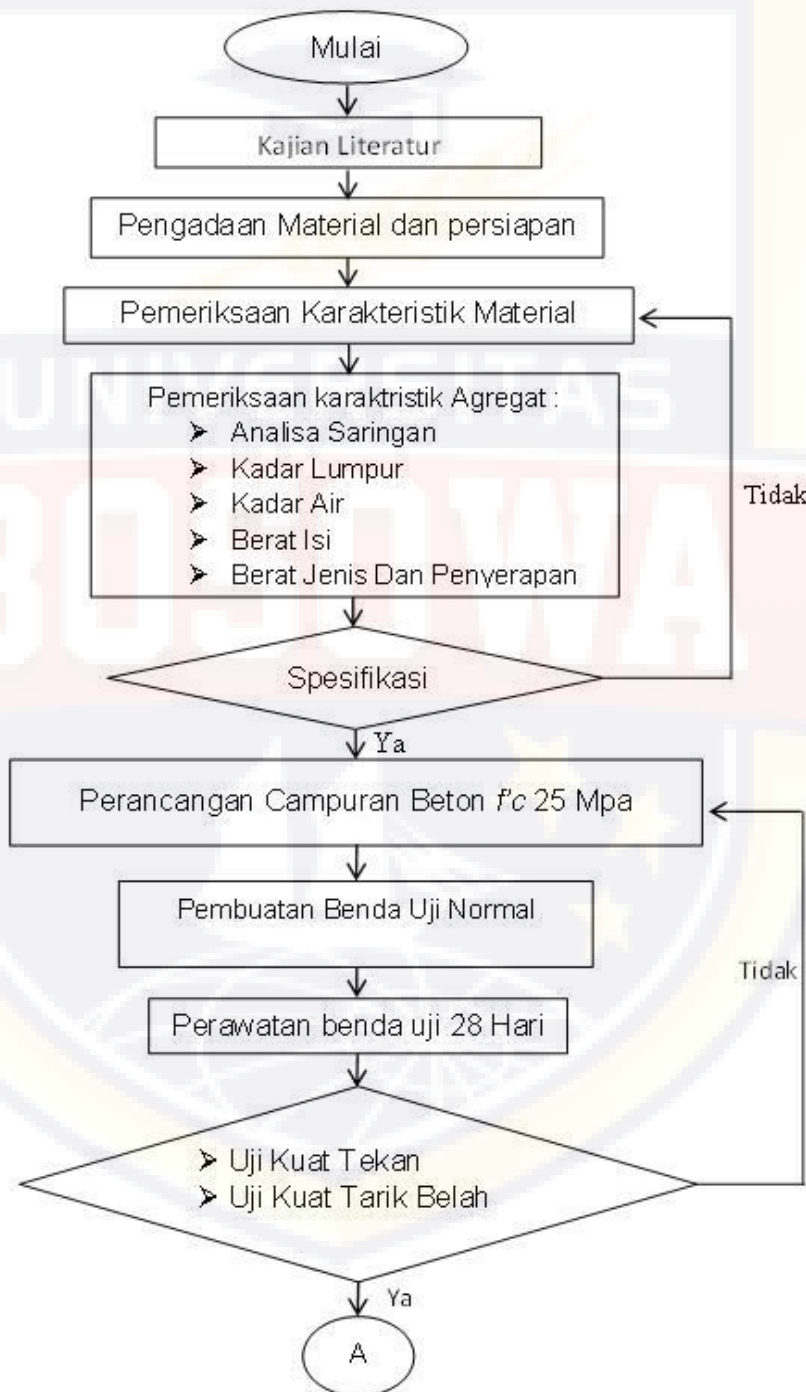 Mulai
Kajian Literatur
Pengadaan Material dan persiapan
Pemeriksaan Karakteristik Material
Pemeriksaan karaktristik Agregat :
➤ Analisa Saringan
➤ Kadar Lumpur
➤ Kadar Air
➤ Berat Isi
➤ Berat Jenis Dan Penyerapan
Tidak
Spesifikasi
Ya
Perancangan Campuran Beton f'c 25 Mpa
Pembuatan Benda Uji Normal
Tidak
Perawatan benda uji 28 Hari
➤ Uji Kuat Tekan
➤ Uji Kuat Tarik Belah
Ya
A
UNIVERSITAS
BOSOWA